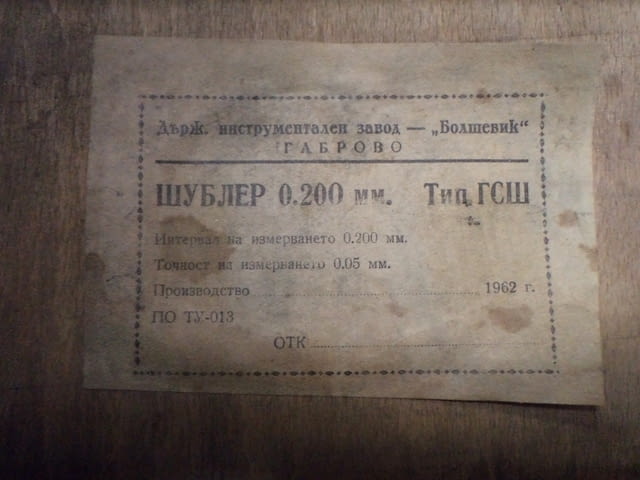 Държ. инструментален завод — „Болшевик“
ГАБРОВО
ШУБЛЕР 0.200 мм. Тип ГСШ
Интервал на измерването 0.200 мм.
Точност на измерването 0.05 мм.
Производство 1962 г.
ПО ТУ-013
ОТК